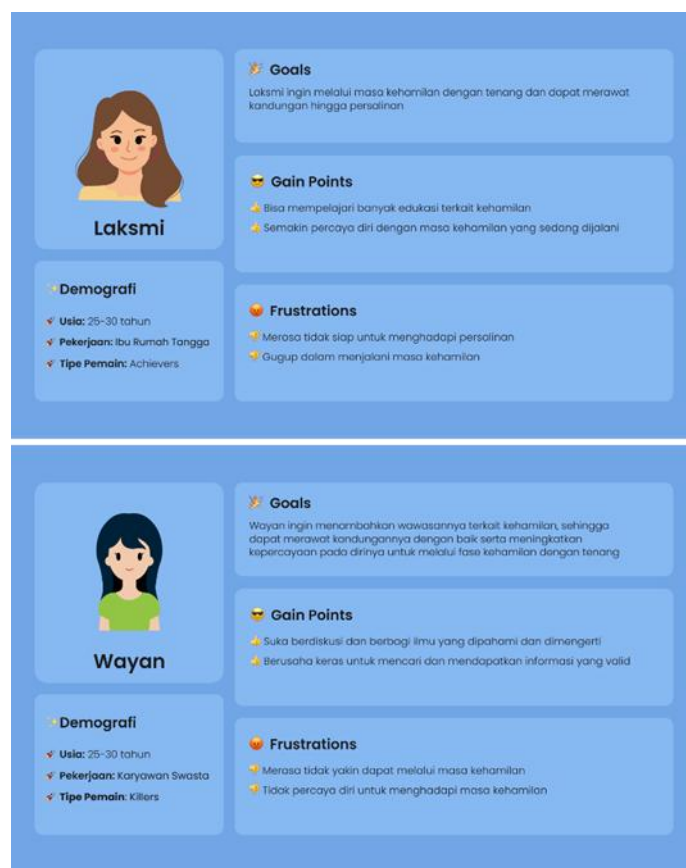 Laksmi
Demografi
Usia: 25-30 tahun
Pekerjaan: Ibu Rumah Tangga
Tipe Pemain: Achievers
Goals
Laksmi ingin melalui masa kehamilan dengan tenang dan dapat merawat
kandungan hingga persalinan
Gain Points
Bisa mempelajari banyak edukasi terkait kehamilan
Semakin percaya diri dengan masa kehamilan yang sedang dijalani
Frustrations
Merasa tidak siap untuk menghadapi persalinan
Gugup dalam menjalani masa kehamilan
Wayan
Demografi
Usia: 25-30 tahun
Pekerjaan: Karyawan Swasta
Tipe Pemain: Killers
Goals
Wayan ingin menambahkan wawasannya terkait kehamilan, sehingga
dapat merawat kandungannya dengan baik serta meningkatkan
kepercayaan pada dirinya untuk melalui fase kehamilan dengan tenang
Gain Points
Suka berdiskusi dan berbagi ilmu yang dipahami dan dimengerti
Berusaha keras untuk mencari dan mendapatkan informasi yang valid
Frustrations
Merasa tidak yakin dapat melalui masa kehamilan
Tidak percaya diri untuk menghadapi masa kehamilan